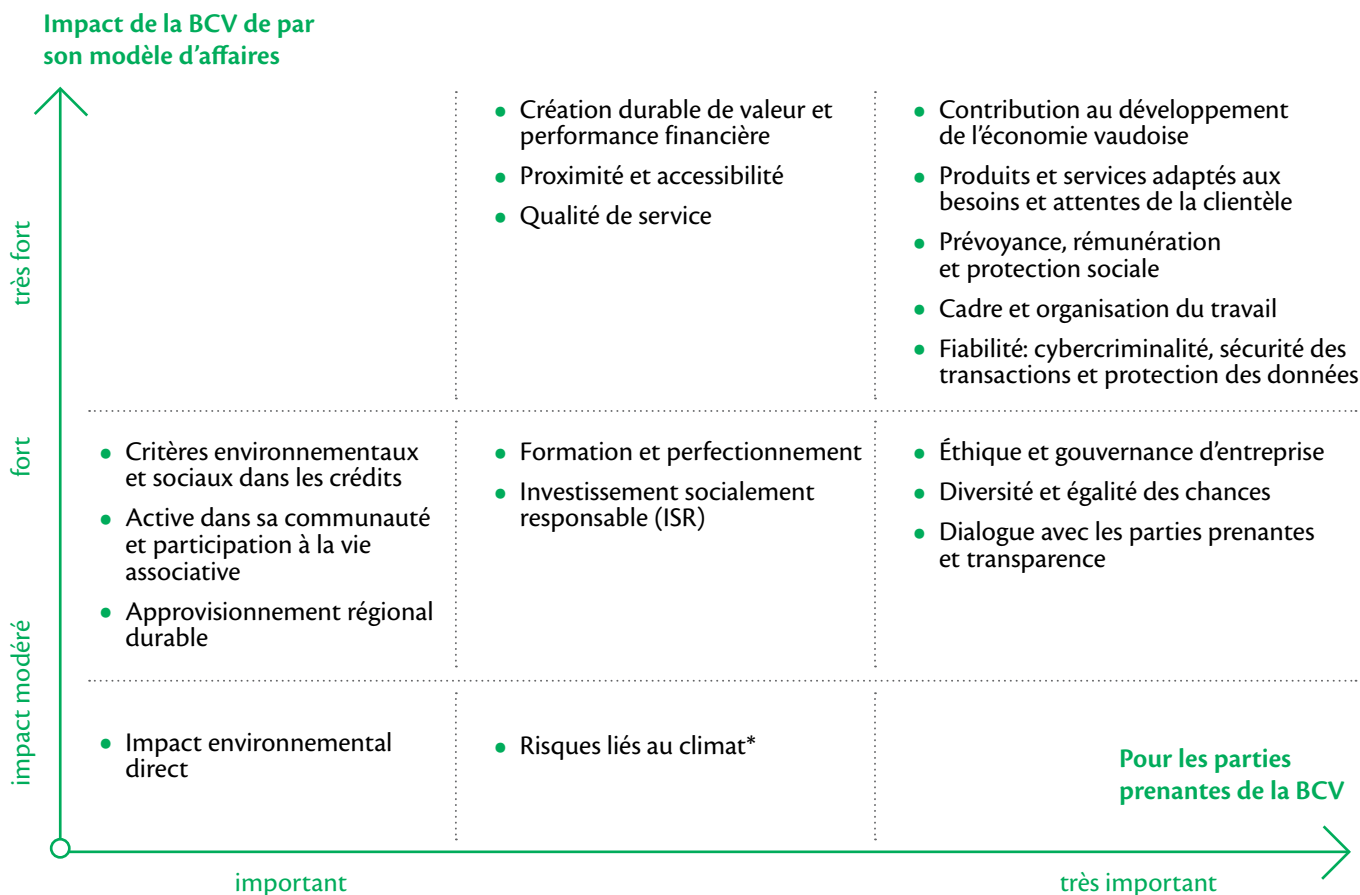 Impact de la BCV de par
son modèle d’affaires
très fort
fort
impact modéré
• Création durable de valeur et
performance financière
• Proximité et accessibilité
• Qualité de service
• Contribution au développement
de l’économie vaudoise
• Produits et services adaptés aux
besoins et attentes de la clientèle
• Prévoyance, rémunération
et protection sociale
• Cadre et organisation du travail
• Fiabilité: cybercriminalité, sécurité des
transactions et protection des données
• Critères environnementaux
et sociaux dans les crédits
• Active dans sa communauté
et participation à la vie
associative
• Approvisionnement régional
durable
• Formation et perfectionnement
• Investissement socialement
responsable (ISR)
• Éthique et gouvernance d’entreprise
• Diversité et égalité des chances
• Dialogue avec les parties prenantes
et transparence
• Impact environnemental
direct
• Risques liés au climat*
Pour les parties
prenantes de la BCV
important
très important